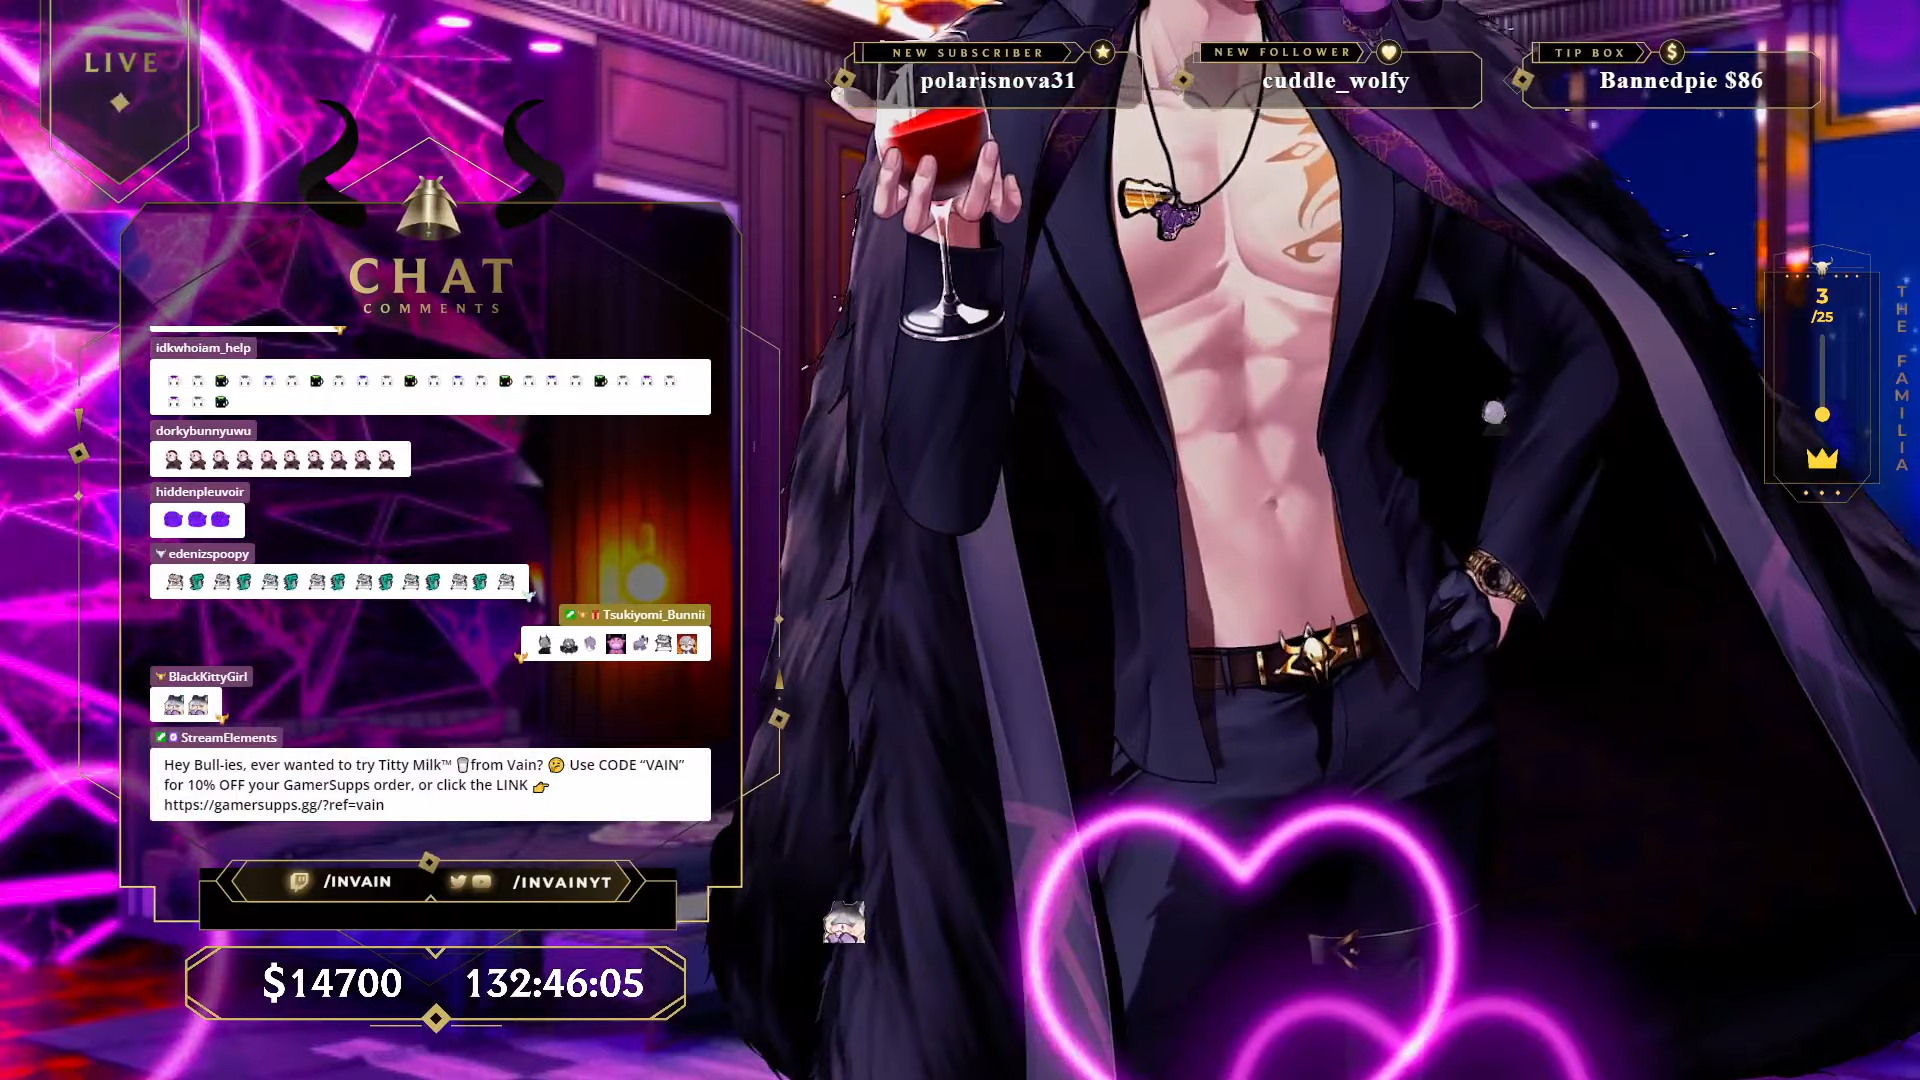 LIVE
NEW SUBSCRIBER
polarisnova31
NEW FOLLOWER
cuddle_wolfy
TIP BOX
$
Bannedpie $86
CHAT
COMMENTS
idkwhoiam_help
dorkybunnyuwu
hiddenpleuvoir
edenizspoopy
Tsukiyomi_Bunnii
BlackKittyGirl
StreamElements
Hey Bull-ies, ever wanted to try Titty Milk™ 🥛from Vain? 🤔 Use CODE “VAIN”
for 10% OFF your GamerSupps order, or click the LINK 👉
https://gamersupps.gg/?ref=vain
/INVAIN
/INVAINYT
$14700
132:46:05
3
/25
THE FAMILIA